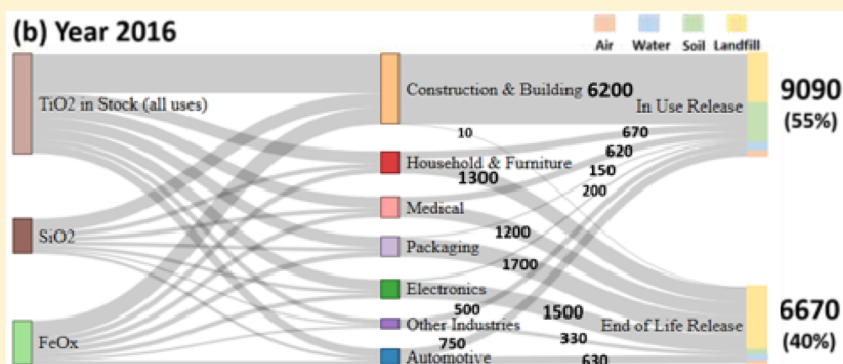 (b) Year 2016
Air Water Soil Landfill
TiO2 in Stock (all uses)
SiO2
FeOx
Construction & Building 6200
10
Household & Furniture
1300
Medical
1200
Packaging
1700
Electronics
500
Other Industries
750
Automotive
670
620
150
200
1500
330
630
In Use Release
9090
(55%)
End of Life Release
6670
(40%)